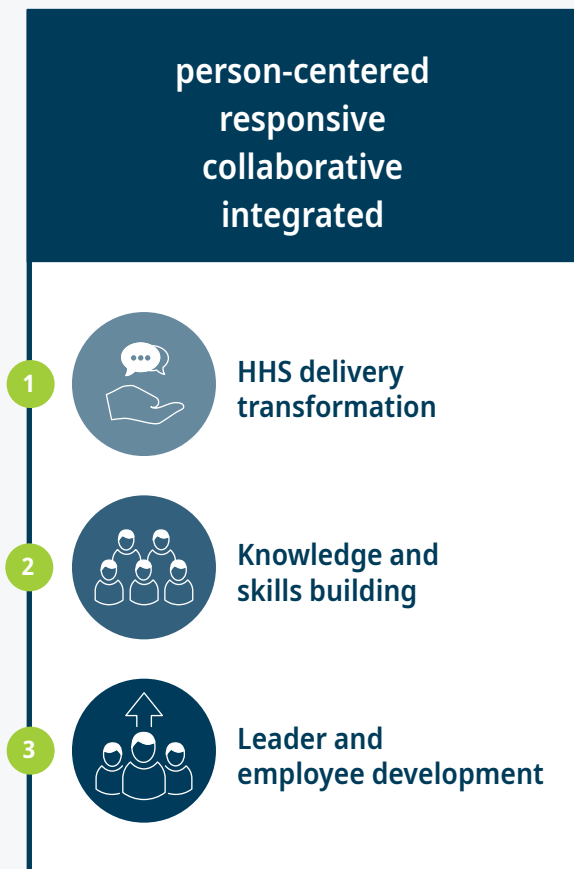 person-centered
responsive
collaborative
integrated
1
HHS delivery
transformation
2
Knowledge and
skills building
3
Leader and
employee development